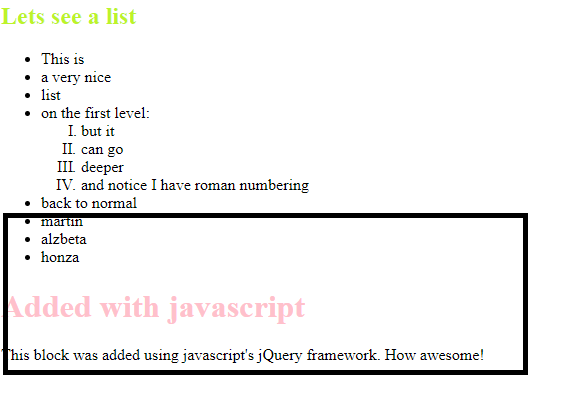 Lets see a list
This is
a very nice
list
on the first level:
I. but it
II. can go
III. deeper
IV. and notice I have roman numbering
back to normal
martin
alzbeta
honza
Added with javascript
This block was added using javascript's jQuery framework. How awesome!